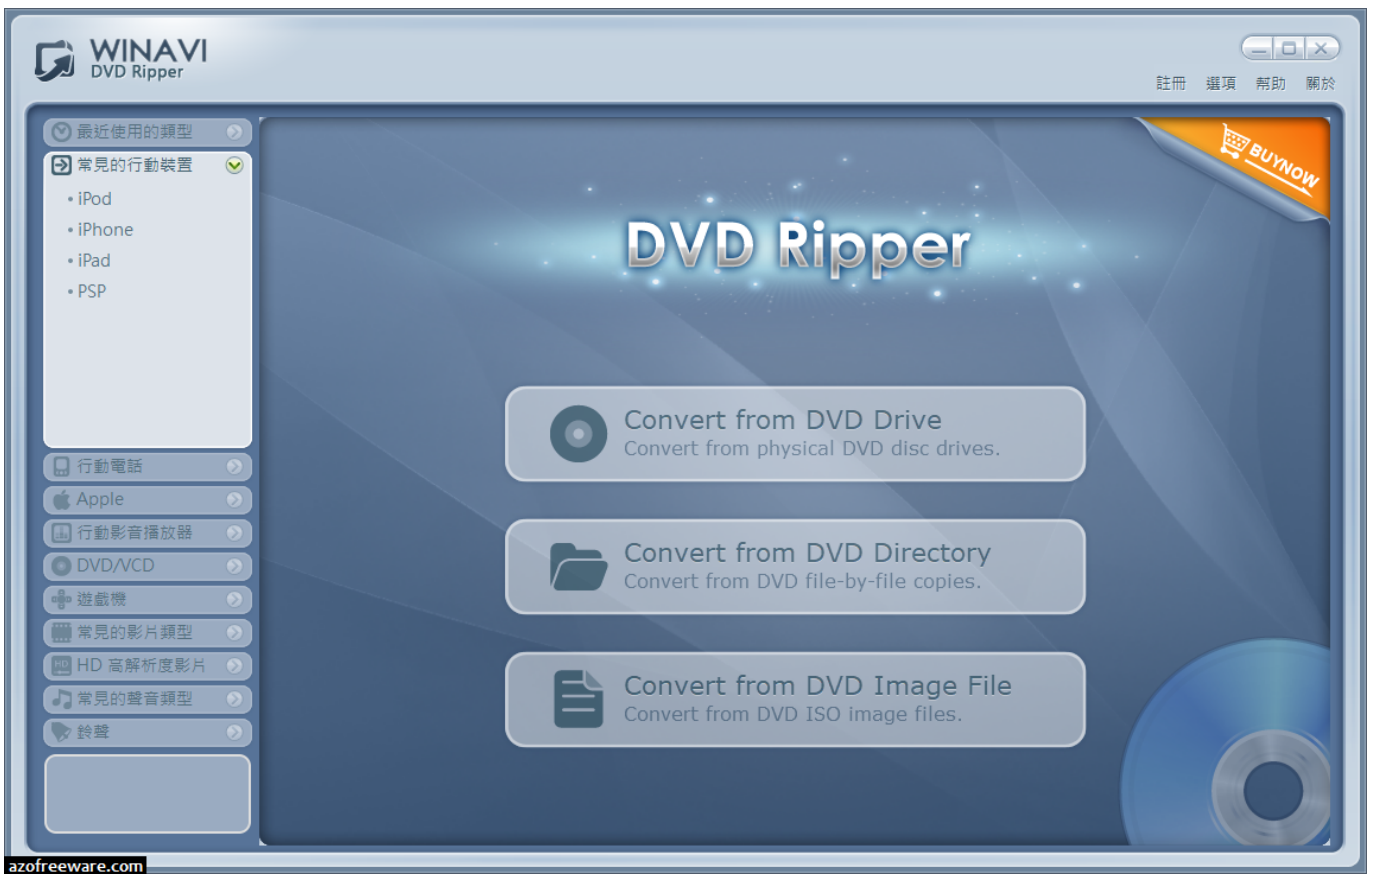 WINAVI
DVD Ripper
註冊 選項 幫助 關於
最近使用的類型
常見的行動裝置
• iPod
• iPhone
• iPad
• PSP
行動電話
Apple
行動影音播放器
DVD/VCD
遊戲機
常見的影片類型
HD 高解析度影片
常見的聲音類型
鈴聲
BUYNOW
DVD Ripper
Convert from DVD Drive
Convert from physical DVD disc drives.
Convert from DVD Directory
Convert from DVD file-by-file copies.
Convert from DVD Image File
Convert from DVD ISO image files.
azofreeware.com